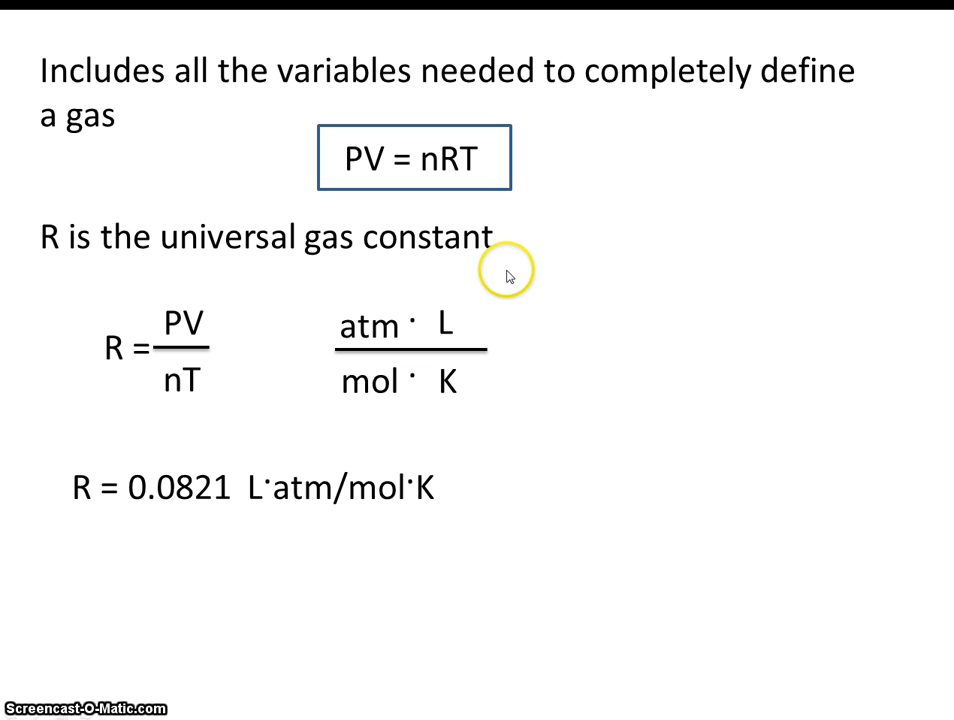 Includes all the variables needed to completely define
a gas
PV = nRT
R is the universal gas constant
R = PV
nT
atm · L
mol · K
R = 0.0821 L·atm/mol·K
Screencast-O-Matic.com